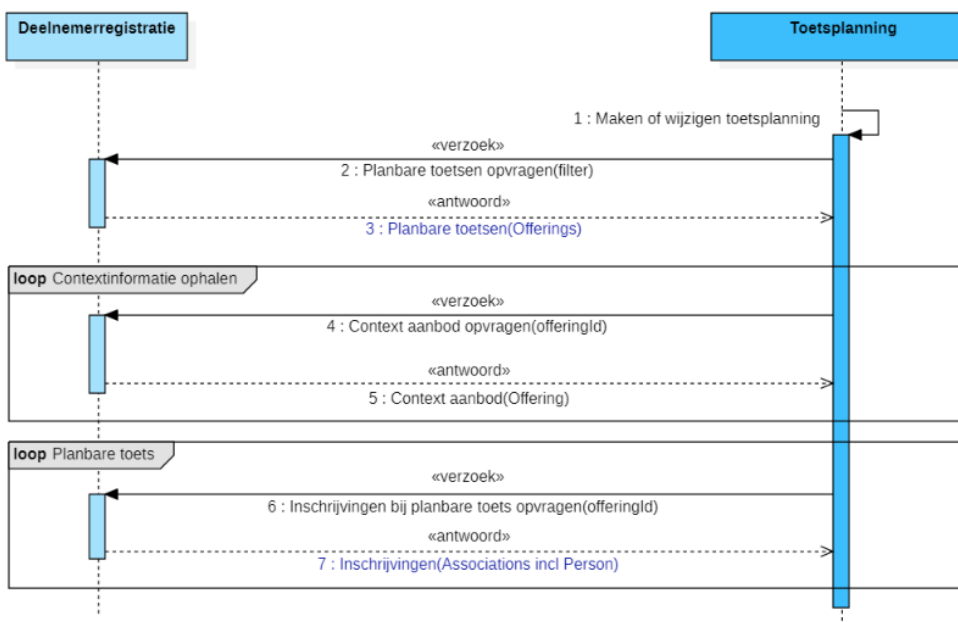 Deelnemerregistratie
Toetsplanning
1 : Maken of wijzigen toetsplanning
«verzoek»
2 : Planbare toetsen opvragen(filter)
«antwoord»
3 : Planbare toetsen(Offerings)
loop Contextinformatie ophalen
«verzoek»
4 : Context aanbod opvragen(offeringId)
«antwoord»
5 : Context aanbod(Offering)
loop Planbare toets
«verzoek»
6 : Inschrijvingen bij planbare toets opvragen(offeringId)
«antwoord»
7 : Inschrijvingen(Associations incl Person)